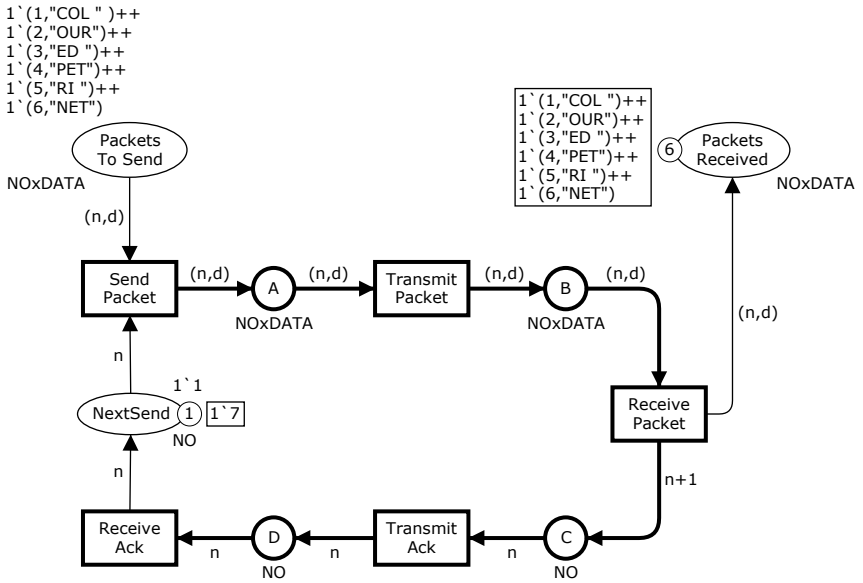 1`(1,"COL " )++
1`(2,"OUR")++
1`(3,"ED ")++
1`(4,"PET")++
1`(5,"RI ")++
1`(6,"NET")
Packets
To Send
NOxDATA
(n,d)
1`(1,"COL ")++
1`(2,"OUR")++
1`(3,"ED ")++
1`(4,"PET")++
1`(5,"RI ")++
1`(6,"NET")
6
Packets
Received
NOxDATA
Send
Packet
(n,d)
A
NOxDATA
(n,d)
Transmit
Packet
(n,d)
B
NOxDATA
(n,d)
(n,d)
n
1`1
NextSend
1
1`7
NO
Receive
Packet
n
n+1
Receive
Ack
n
D
NO
n
Transmit
Ack
n
C
NO